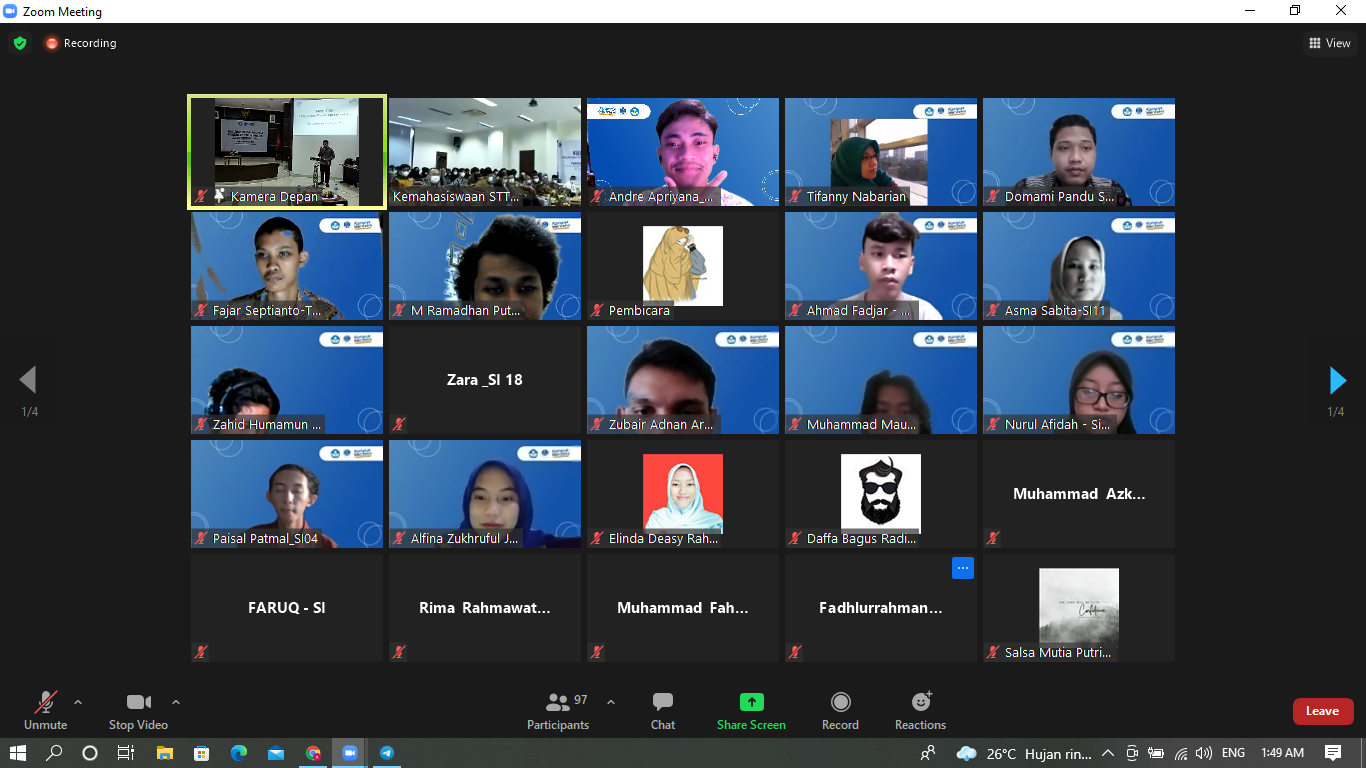 Zoom Meeting
Recording
View
Kamera Depan
Kemahasiswaan STT...
Andre Apriyana_...
Tifanny Nabarian
Domami Pandu S...
Fajar Septianto-T...
M Ramadhan Put...
Pembicara
Ahmad Fadjar - ...
Asma Sabita-SI11
1/4
Zahid Humamun ...
Zara _SI 18
Zubair Adnan Ar...
Muhammad Mau...
Nurul Afidah - Si...
1/4
Paisal Patmal_SI04
Alfina Zukhruful J...
Elinda Deasy Rah...
Daffa Bagus Radi...
Muhammad Azk...
FARUQ - SI
Rima Rahmawat...
Muhammad Fah...
Fadhlurrahman...
Confidence
Salsa Mutia Putri...
Unmute
Stop Video
97
Participants
Chat
Share Screen
Record
Reactions
Leave
26°C Hujan rin...
ENG
1:49 AM